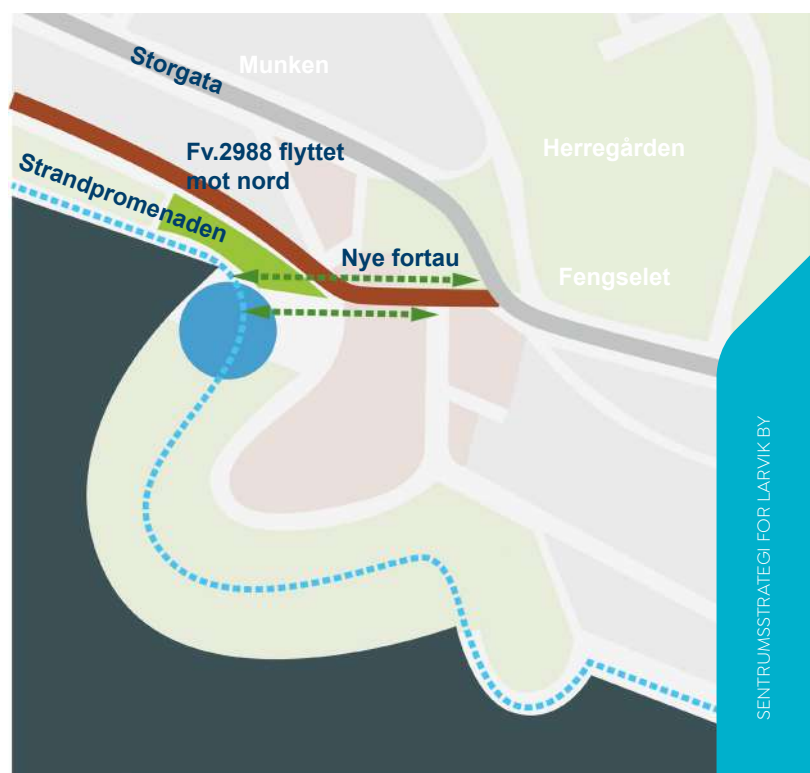 Storgata
Munken
Herregården
Fv.2988 flyttet
mot nord
Strandpromenaden
Nye fortau
Fengselet
SENTRUMSSTRATEGI FOR LARVIK BY